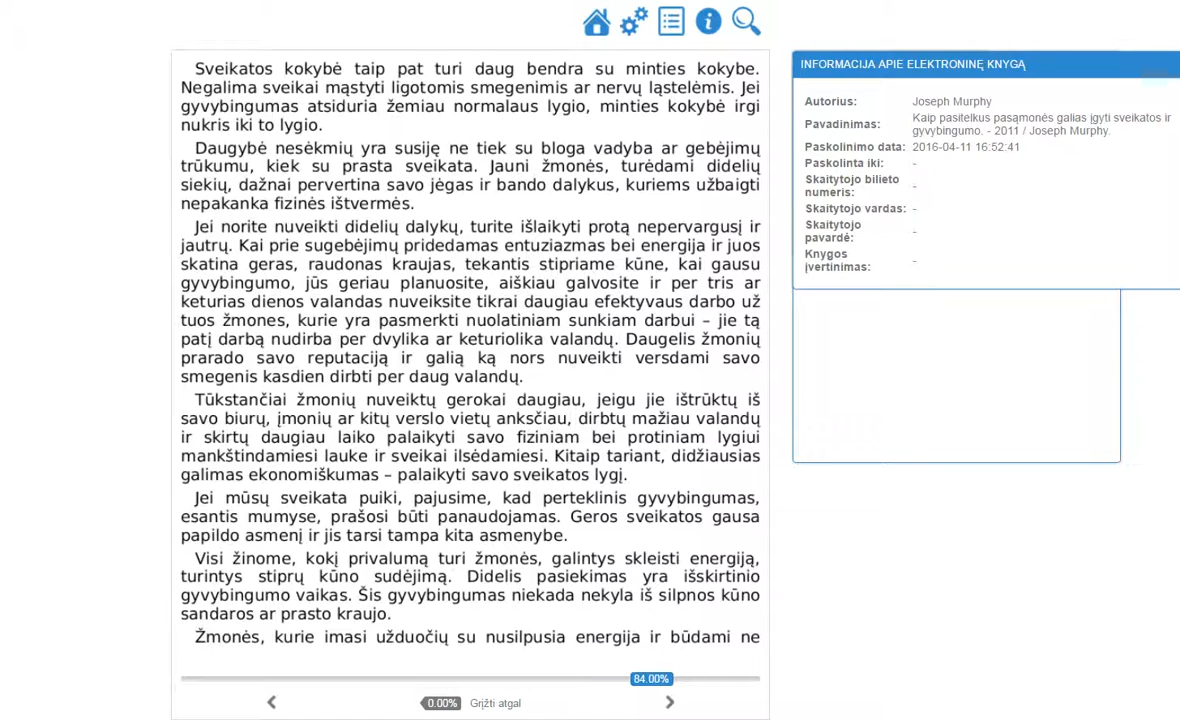 Sveikatos kokybė taip pat turi daug bendra su minties kokybe.
Negalima sveikai mąstyti ligotomis smegenimis ar nervų ląstelėmis. Jei
gyvybingumas atsiduria žemiau normalaus lygio, minties kokybė irgi
nukris iki to lygio.
Daugybė nesėkmių yra susiję ne tiek su bloga vadyba ar gebėjimų
trūkumu, kiek su prasta sveikata. Jauni žmonės, turėdami didelių
siekių, dažnai pervertina savo jėgas ir bando dalykus, kuriems užbaigti
nepakanka fizinės ištvermės.
Jei norite nuveikti didelių dalykų, turite išlaikyti protą nepervargusį ir
jautrų. Kai prie sugebėjimų pridedamas entuziazmas bei energija ir juos
skatina geras, raudonas kraujas, tekantis stipriame kūne, kai gausu
gyvybingumo, jūs geriau planuosite, aiškiau galvosite ir per tris ar
keturias dienos valandas nuveiksite tikrai daugiau efektyvaus darbo už
tuos žmones, kurie yra pasmerkti nuolatiniam sunkiam darbui – jie tą
patį darbą nudirba per dvylika ar keturiolika valandų. Daugelis žmonių
prarado savo reputaciją ir galią ką nors nuveikti versdami savo
smegenis kasdien dirbti per daug valandų.
Tūkstančiai žmonių nuveiktų gerokai daugiau, jeigu jie ištrūktų iš
savo biurų, įmonių ar kitų verslo vietų anksčiau, dirbtų mažiau valandų
ir skirtų daugiau laiko palaikyti savo fiziniam bei protiniam lygiui
mankštindamiesi lauke ir sveikai ilsėdamiesi. Kitaip tariant, didžiausias
galimas ekonomiškumas – palaikyti savo sveikatos lygį.
Jei mūsų sveikata puiki, pajusime, kad perteklinis gyvybingumas,
esantis mumyse, prašosi būti panaudojamas. Geros sveikatos gausa
papildo asmenį ir jis tarsi tampa kita asmenybe.
Visi žinome, kokį privalumą turi žmonės, galintys skleisti energiją,
turintys stiprų kūno sudėjimą. Didelis pasiekimas yra išskirtinio
gyvybingumo vaikas. Šis gyvybingumas niekada nekyla iš silpnos kūno
sandaros ar prasto kraujo.
Žmonės, kurie imasi užduočių su nusilpusia energija ir būdami ne
84.00%
0.00% Grįžti atgal
INFORMACIJA APIE ELEKTRONINĘ KNYGĄ
Autorius: Joseph Murphy
Pavadinimas: Kaip pasitelkus pasąmonės galias įgyti sveikatos ir
gyvybingumo. - 2011 / Joseph Murphy.
Paskolinimo data: 2016-04-11 16:52:41
Paskolinta iki: -
Skaitytojo bilieto
numeris: -
Skaitytojo vardas: -
Skaitytojo
pavardė: -
Knygos
įvertinimas: -